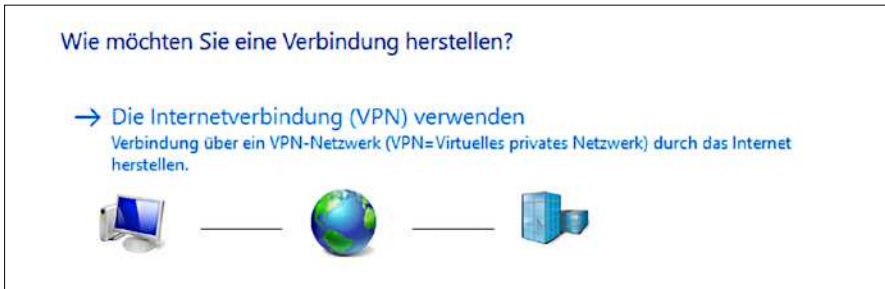 Wie möchten Sie eine Verbindung herstellen?
→ Die Internetverbindung (VPN) verwenden
Verbindung über ein VPN-Netzwerk (VPN=Virtuelles privates Netzwerk) durch das Internet
herstellen.